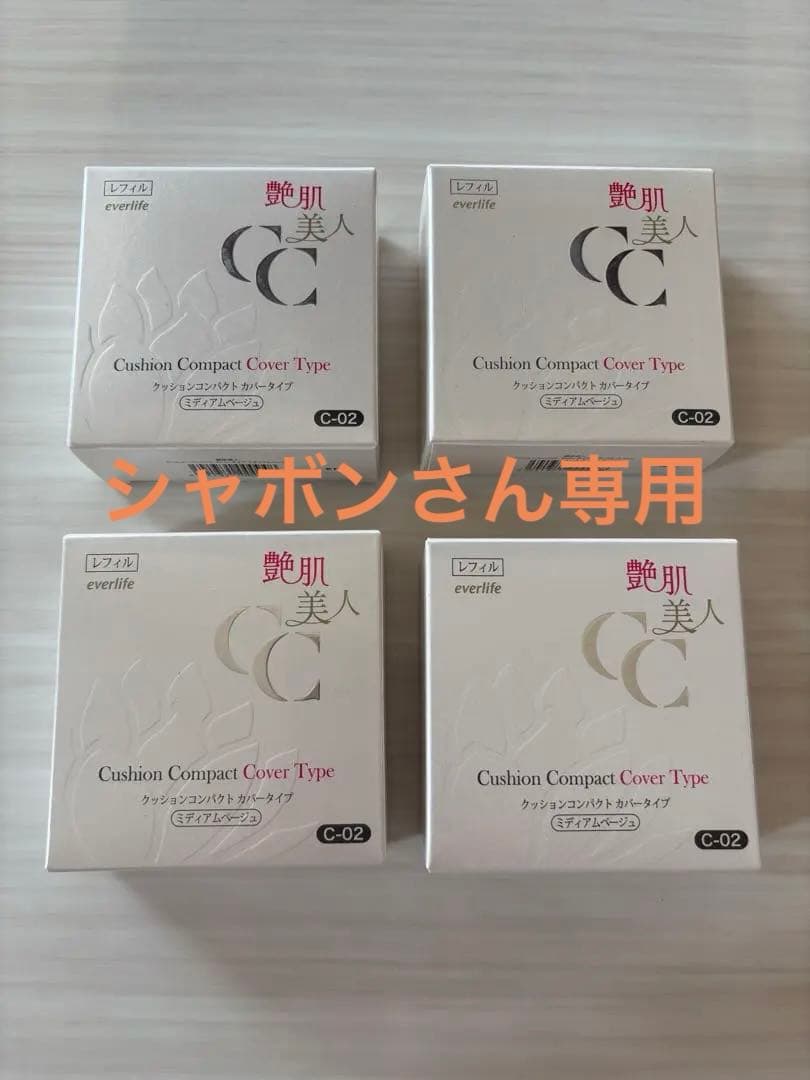 レフィル
everlife
艶肌
美人
CC
Cushion Compact Cover Type
クッションコンパクト カバータイプ
ミディアムベージュ
C-02
レフィル
everlife
艶肌
美人
CC
Cushion Compact Cover Type
クッションコンパクト カバータイプ
ミディアムベージュ
C-02
シャボンさん専用
レフィル
everlife
艶肌
美人
CC
Cushion Compact Cover Type
クッションコンパクト カバータイプ
ミディアムベージュ
C-02
レフィル
everlife
艶肌
美人
CC
Cushion Compact Cover Type
クッションコンパクト カバータイプ
ミディアムベージュ
C-02